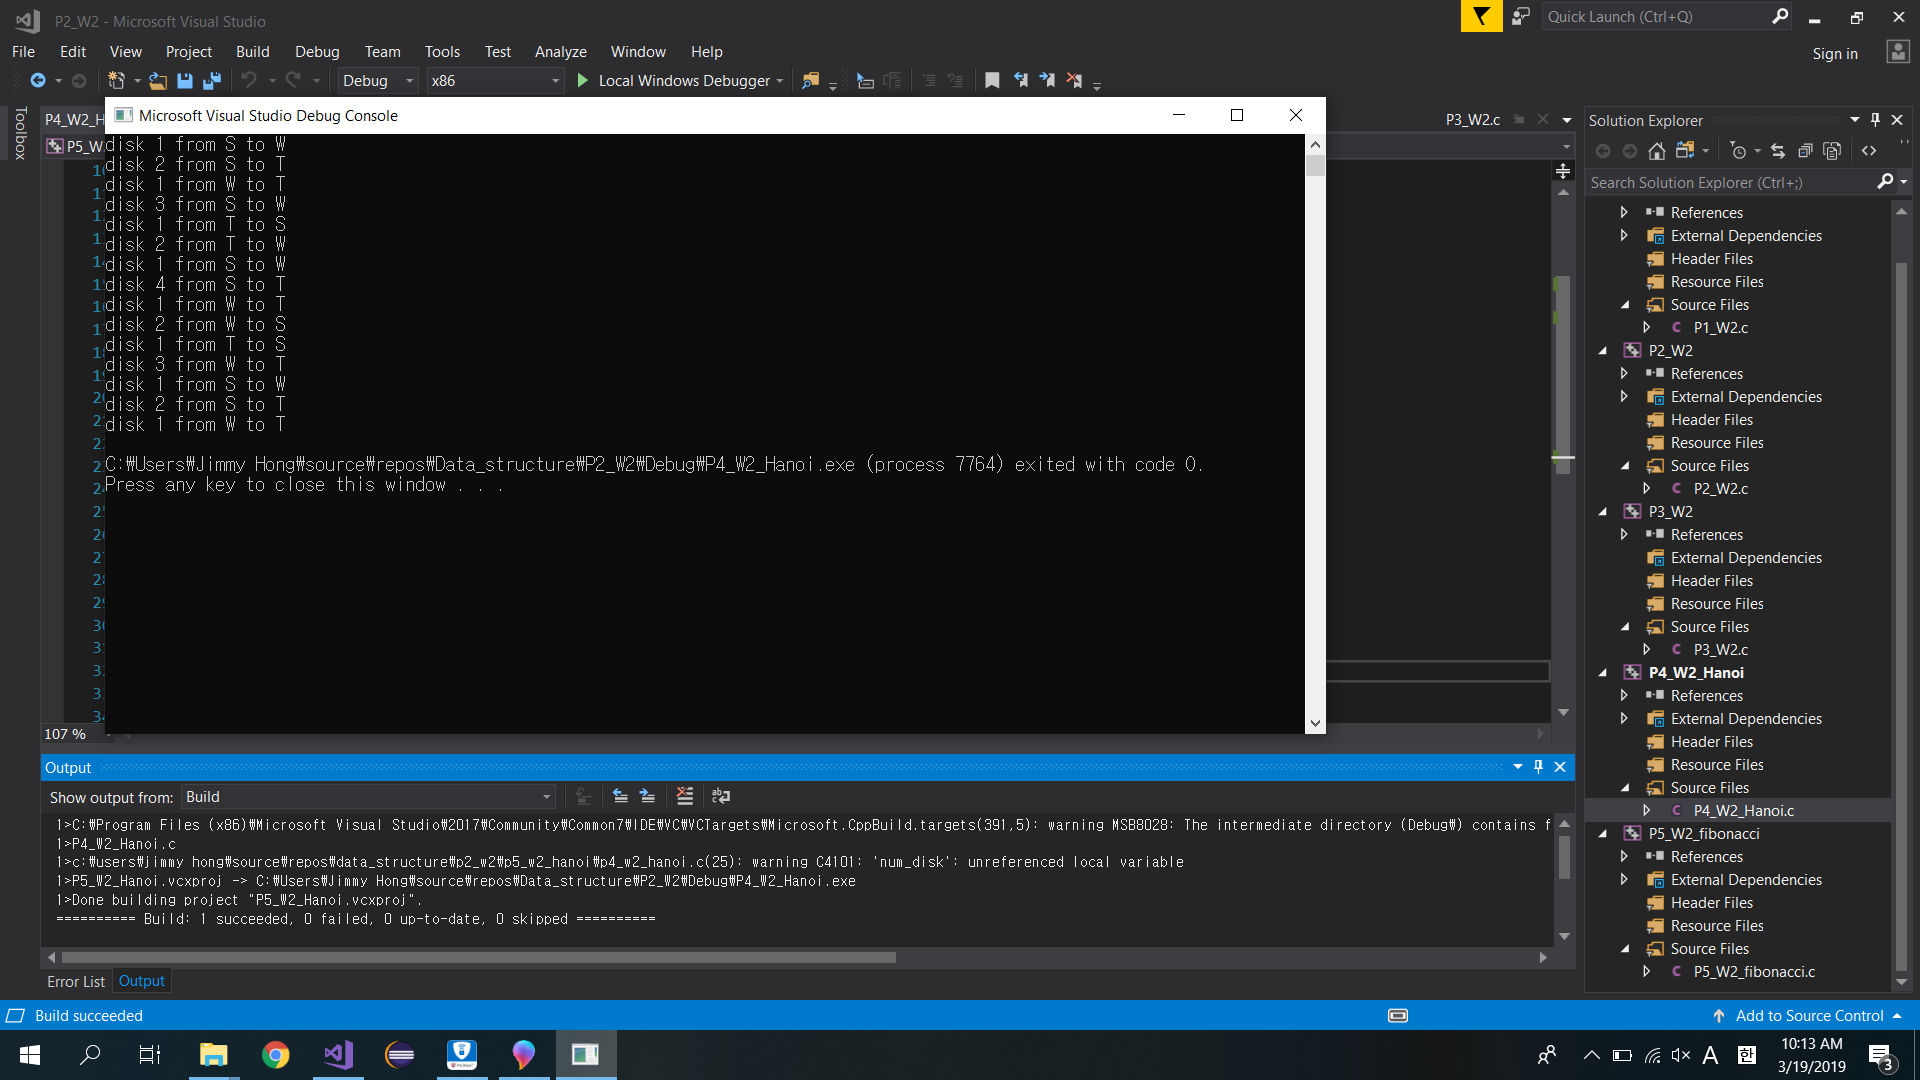 P2_W2 - Microsoft Visual Studio
Quick Launch (Ctrl+Q)
File Edit View Project Build Debug Team Tools Test Analyze Window Help
Sign in
Debug x86 Local Windows Debugger
Toolbox
P4_W2_H
P3_W2.c
P5_W
Microsoft Visual Studio Debug Console
disk 1 from S to W
disk 2 from S to T
disk 1 from W to T
disk 3 from S to W
disk 1 from T to S
disk 2 from T to W
disk 1 from S to W
disk 4 from S to T
disk 1 from W to T
disk 2 from W to S
disk 1 from T to S
disk 3 from W to T
disk 1 from S to W
disk 2 from S to T
disk 1 from W to T
C:₩Users₩Jimmy Hong₩source₩repos₩Data_structure₩P2_W2₩Debug₩P4_W2_Hanoi.exe (process 7764) exited with code 0.
Press any key to close this window . . .
107 %
Output
Show output from: Build
1>C:₩Program Files (x86)₩Microsoft Visual Studio₩2017₩Community₩Common7₩IDE₩VC₩VCTargets₩Microsoft.CppBuild.targets(391,5): warning MSB8028: The intermediate directory (Debug₩) contains f
1>P4_W2_Hanoi.c
1>c:₩users₩jimmy hong₩source₩repos₩data_structure₩p2_w2₩p5_w2_hanoi₩p4_w2_hanoi.c(25): warning C4101: 'num_disk': unreferenced local variable
1>P5_W2_Hanoi.vcxproj -> C:₩Users₩Jimmy Hong₩source₩repos₩Data_structure₩P2_W2₩Debug₩P4_W2_Hanoi.exe
1>Done building project "P5_W2_Hanoi.vcxproj".
========== Build: 1 succeeded, 0 failed, 0 up-to-date, 0 skipped ==========
Error List Output
Solution Explorer
Search Solution Explorer (Ctrl+;)
References
External Dependencies
Header Files
Resource Files
Source Files
P1_W2.c
P2_W2
References
External Dependencies
Header Files
Resource Files
Source Files
P2_W2.c
P3_W2
References
External Dependencies
Header Files
Resource Files
Source Files
P3_W2.c
P4_W2_Hanoi
References
External Dependencies
Header Files
Resource Files
Source Files
P4_W2_Hanoi.c
P5_W2_fibonacci
References
External Dependencies
Header Files
Resource Files
Source Files
P5_W2_fibonacci.c
Build succeeded
Add to Source Control
A 한
10:13 AM
3/19/2019
3